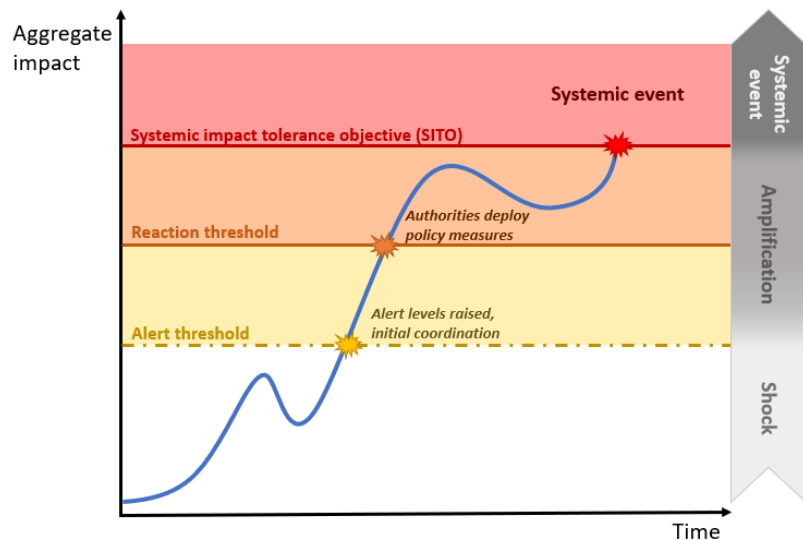 Aggregate
impact
Systemic event
Systemic impact tolerance objective (SITO)
Authorities deploy
policy measures
Reaction threshold
Alert levels raised,
initial coordination
Alert threshold
Time
Systemic
event
Amplification
Shock